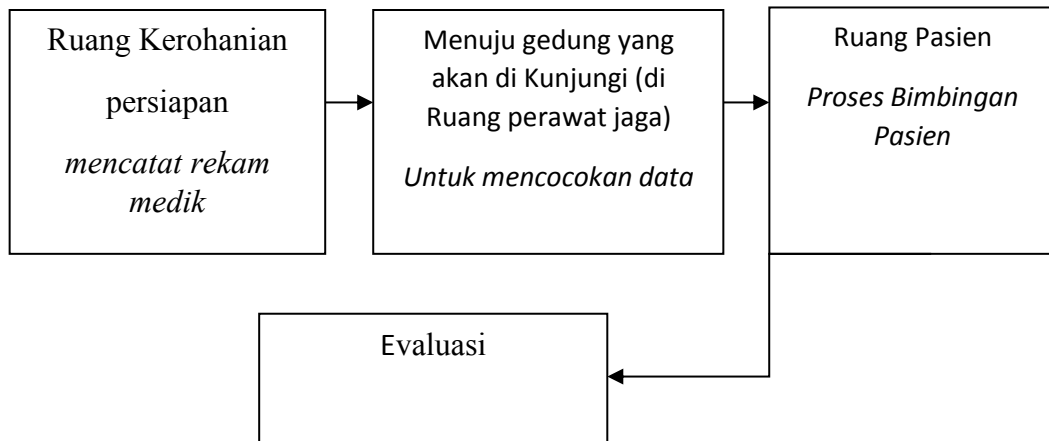 Ruang Kerohanian
persiapan
mencatat rekam
medik
Menuju gedung yang
akan di Kunjungi (di
Ruang perawat jaga)
Untuk mencocokan data
Ruang Pasien
Proses Bimbingan
Pasien
Evaluasi